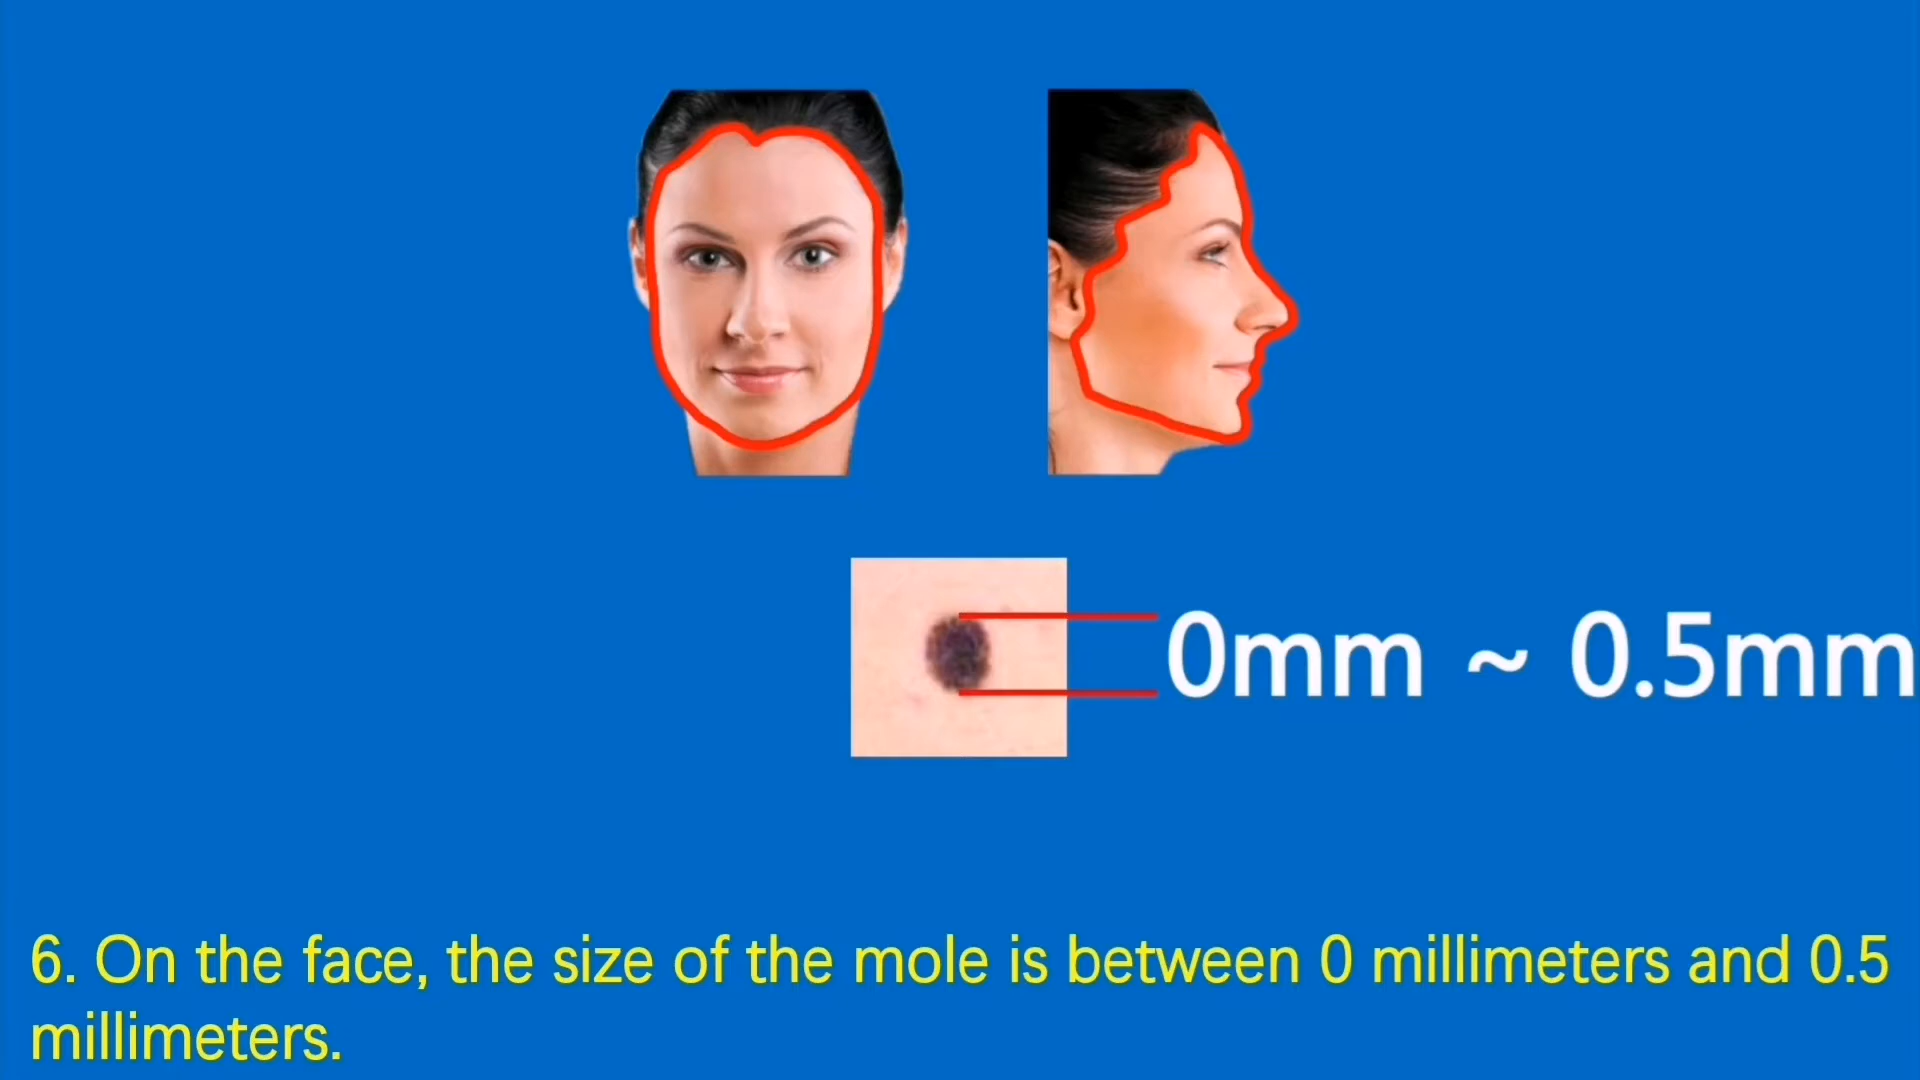 0mm ~ 0.5mm
6. On the face, the size of the mole is between 0 millimeters and 0.5
millimeters.